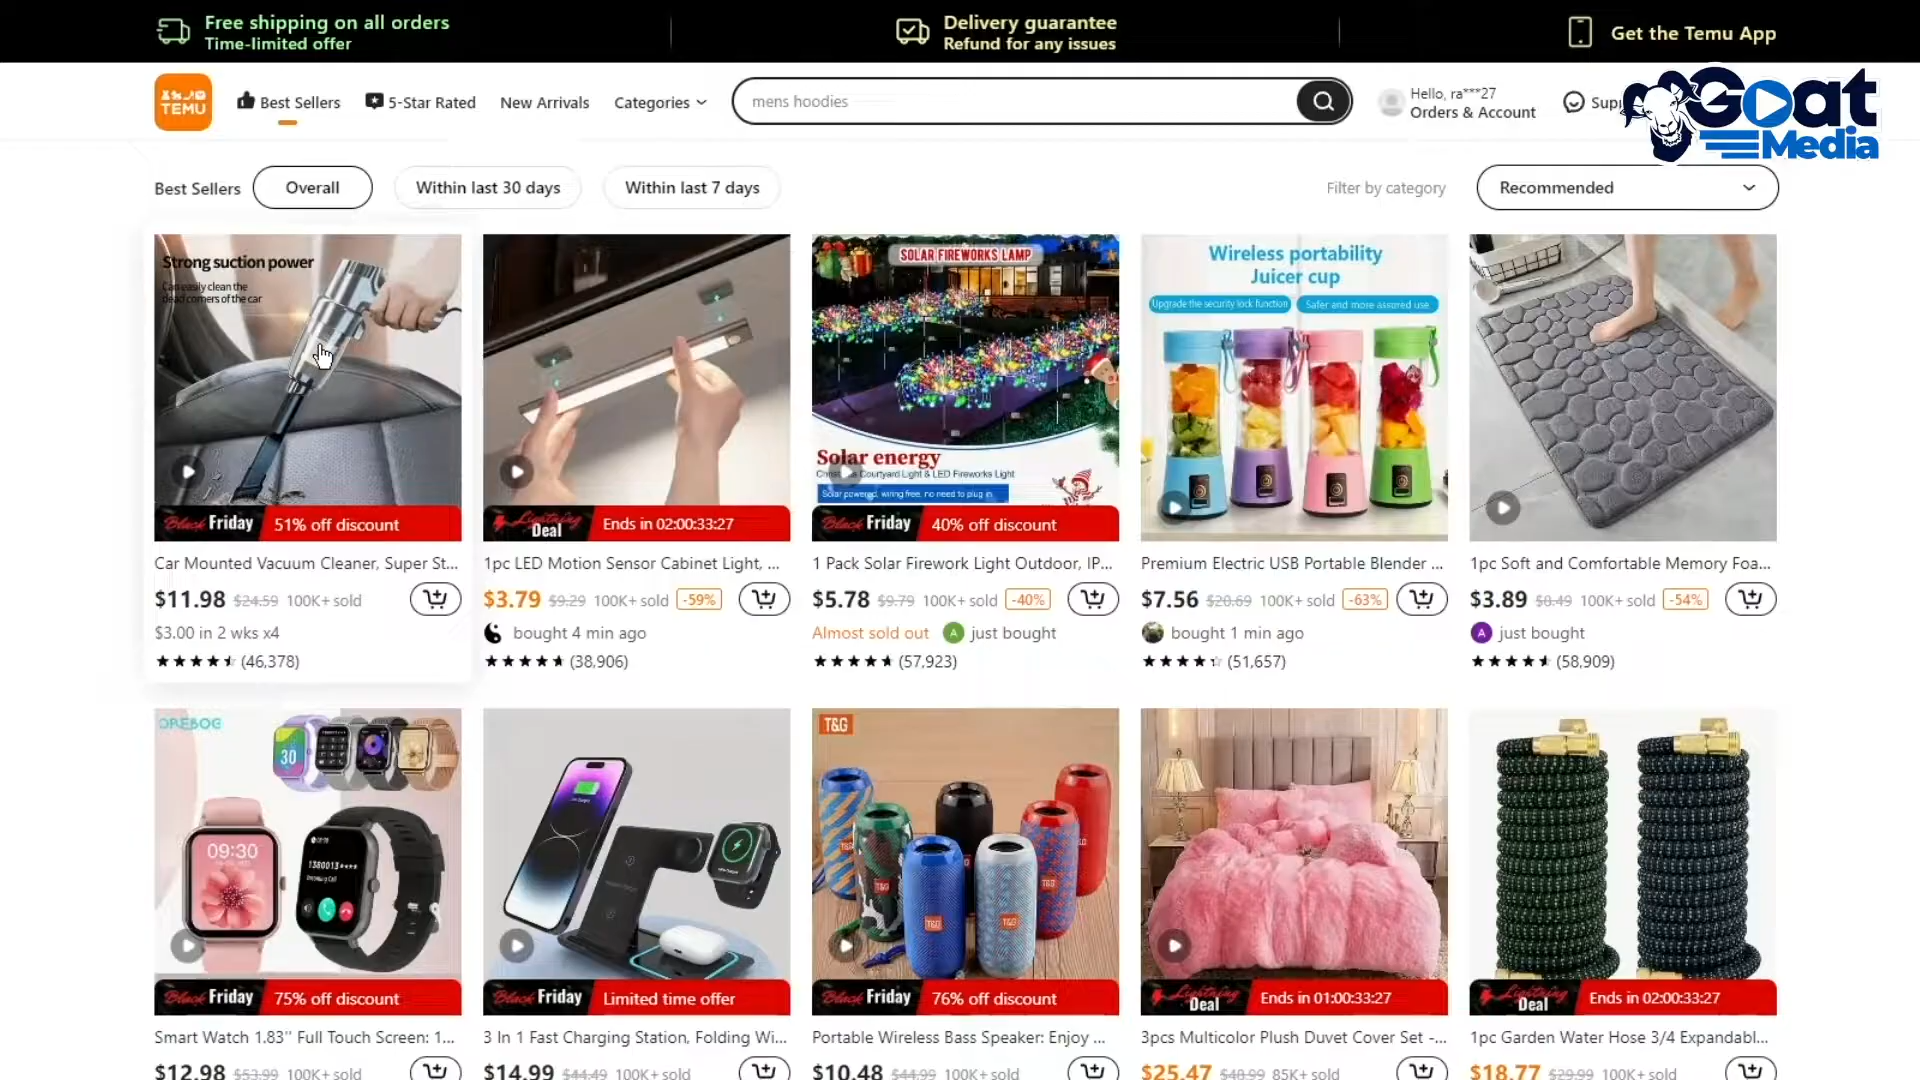 Free shipping on all orders
Time-limited offer
Delivery guarantee
Refund for any issues
Get the Temu App
TEMU
Best Sellers
5-Star Rated
New Arrivals
Categories
mens hoodies
Hello, ra***27
Orders & Account
Goat
Media
Best Sellers
Overall
Within last 30 days
Within last 7 days
Filter by category
Recommended
Strong suction power
Can easily clean the
dead corners of the car
Black Friday
51% off discount
Lightning Deal
Ends in 02:00:33:27
SOLAR FIREWORKS LAMP
Solar energy
Courtyard Light & LED Fireworks Light
Solar powered, wiring free, no need to plug in
Black Friday
40% off discount
Wireless portability
Juicer cup
Upgrade the security lock function
Safer and more assured use
Car Mounted Vacuum Cleaner, Super St...
$11.98 $24.59 100K+ sold
$3.00 in 2 wks x4
(46,378)
1pc LED Motion Sensor Cabinet Light, ...
$3.79 $9.29 100K+ sold -59%
bought 4 min ago
(38,906)
1 Pack Solar Firework Light Outdoor, IP...
$5.78 $9.79 100K+ sold -40%
Almost sold out A just bought
(57,923)
Premium Electric USB Portable Blender ...
$7.56 $20.69 100K+ sold -63%
bought 1 min ago
(51,657)
1pc Soft and Comfortable Memory Foa...
$3.89 $8.49 100K+ sold -54%
A just bought
(58,909)
30
09:30
1380013****
Incoming Call
Black Friday
75% off discount
Black Friday
Limited time offer
T&G
T&G
T&G
T&G
T&G
Black Friday
76% off discount
Lightning Deal
Ends in 01:00:33:27
Lightning Deal
Ends in 02:00:33:27
Smart Watch 1.83'' Full Touch Screen: 1...
$12.98 $53.99 100K+ sold
3 In 1 Fast Charging Station, Folding Wi...
$14.99 $44.49 100K+ sold
Portable Wireless Bass Speaker: Enjoy ...
$10.48 $44.99 100K+ sold
3pcs Multicolor Plush Duvet Cover Set -...
$25.47 $48.99 85K+ sold
1pc Garden Water Hose 3/4 Expandabl...
$18.77 $29.99 100K+ sold